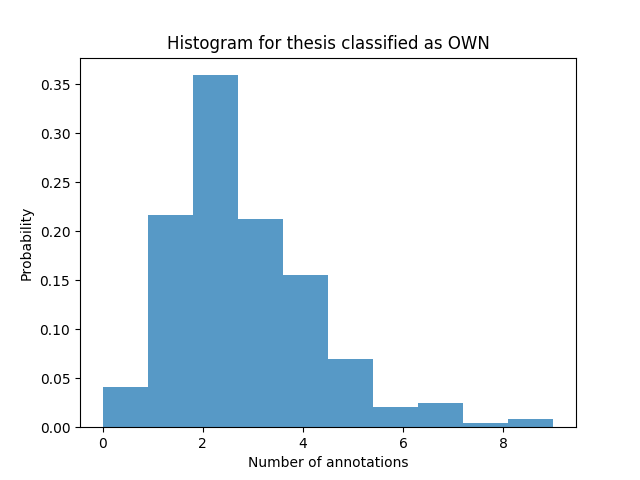 Histogram for thesis classified as OWN
0.35
0.30
0.25
0.20
0.15
0.10
0.05
0.00
Probability
0 2 4 6 8
Number of annotations